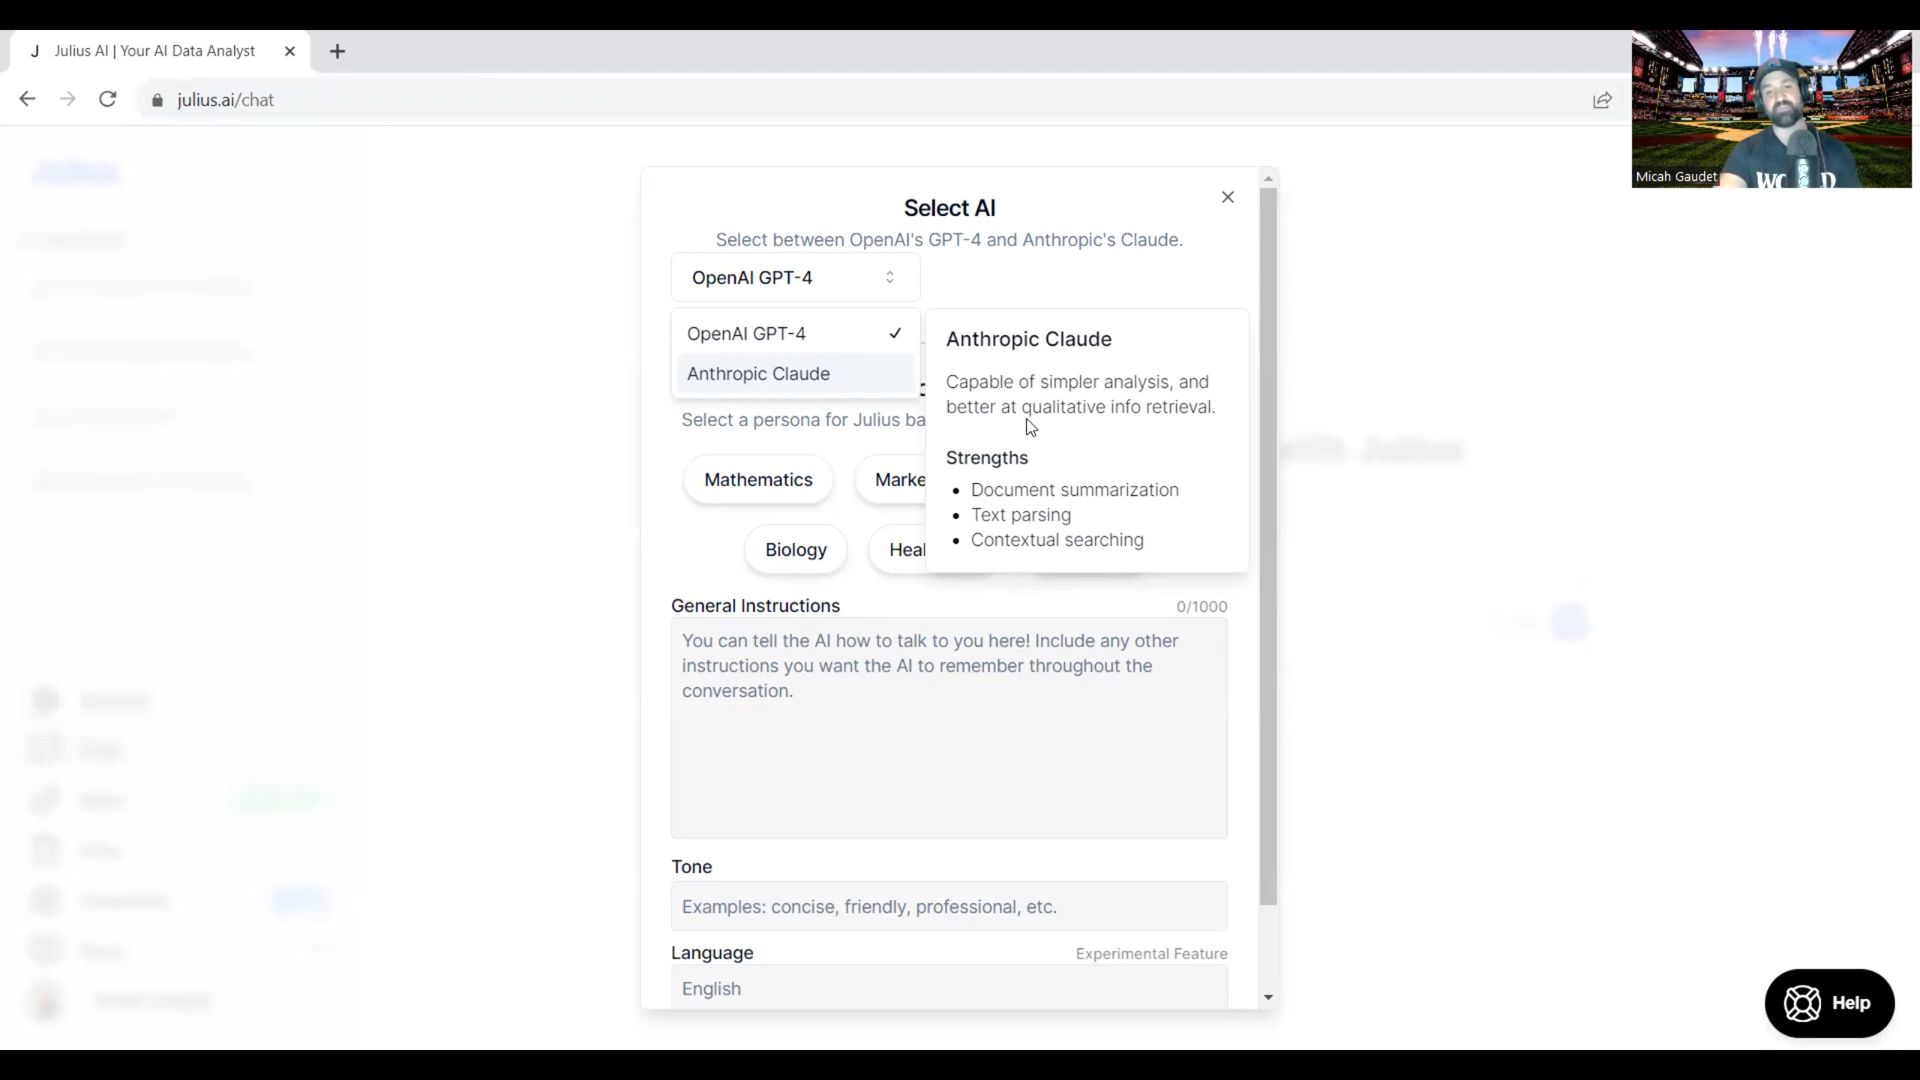 J Julius AI | Your AI Data Analyst
julius.ai/chat
Micah Gaudet
Select AI
Select between OpenAI's GPT-4 and Anthropic's Claude.
OpenAI GPT-4
OpenAI GPT-4
Anthropic Claude
Anthropic Claude
Capable of simpler analysis, and
better at qualitative info retrieval.
Strengths
• Document summarization
• Text parsing
• Contextual searching
Select a persona for Julius ba
Mathematics
Marke
Biology
Heal
General Instructions
0/1000
You can tell the AI how to talk to you here! Include any other
instructions you want the AI to remember throughout the
conversation.
Tone
Examples: concise, friendly, professional, etc.
Language
Experimental Feature
English
Help